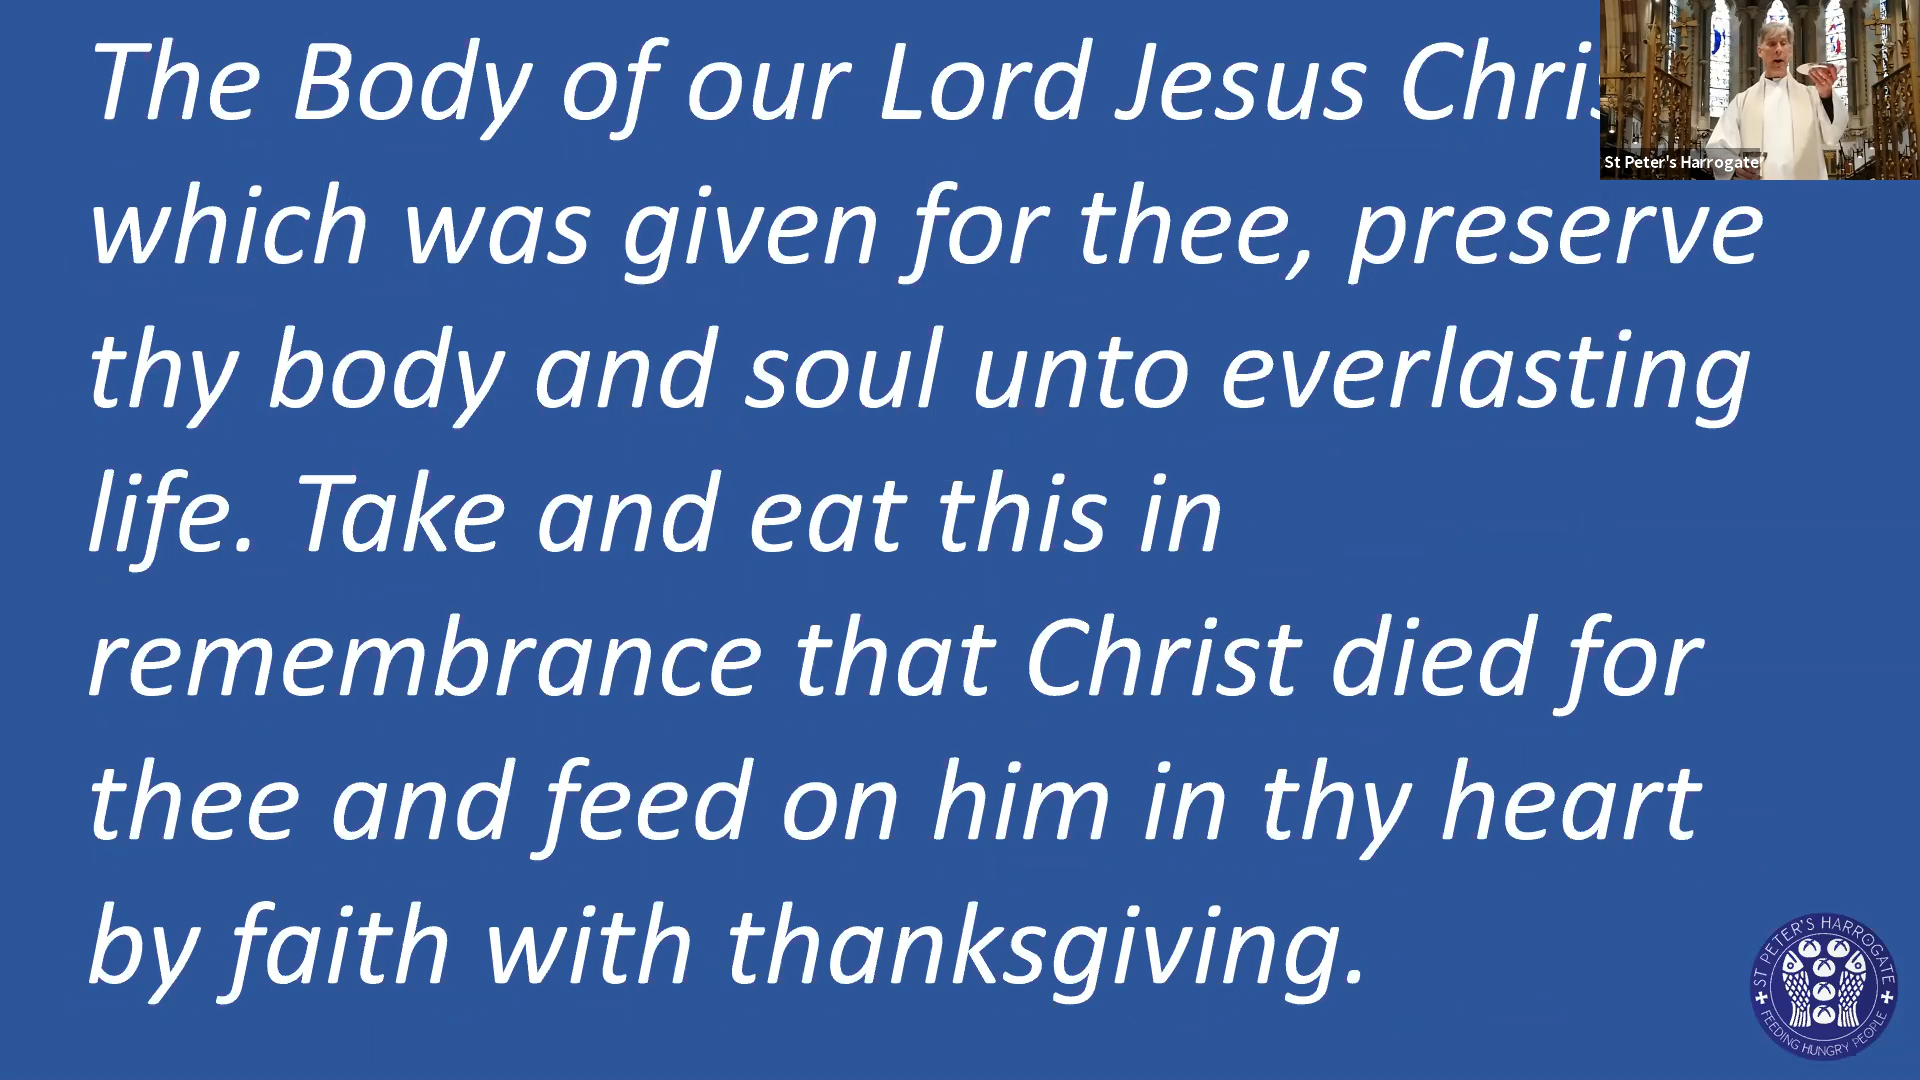 The Body of our Lord Jesus Chris
which was given for thee, preserve
thy body and soul unto everlasting
life. Take and eat this in
remembrance that Christ died for
thee and feed on him in thy heart
by faith with thanksgiving.
St Peter's Harrogate
ST PETER'S HARROGATE
FEEDING HUNGRY PEOPLE